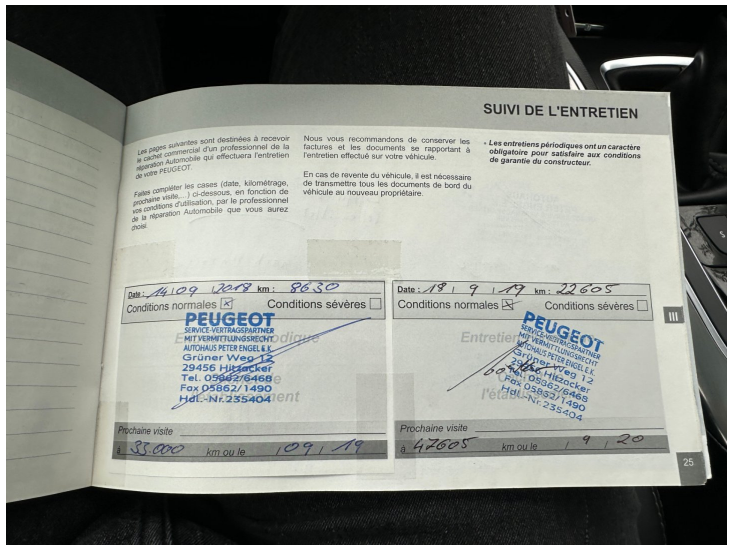 SUIVI DE L'ENTRETIEN
Les pages suivantes sont destinées à recevoir
le cachet commercial d'un professionnel de la
réparation Automobile qui effectuera l'entretien
de votre PEUGEOT.
Faites compléter les cases (date, kilométrage,
prochaine visite,...) ci-dessous, en fonction de
vos conditions d'utilisation, par le professionnel
de la réparation Automobile que vous aurez
choisi.
Nous vous recommandons de conserver les
factures et les documents se rapportant à
l'entretien effectué sur votre véhicule.
En cas de revente du véhicule, il est nécessaire
de transmettre tous les documents de bord du
véhicule au nouveau propriétaire.
- Les entretiens périodiques ont un caractère
obligatoire pour satisfaire aux conditions
de garantie du constructeur.
Date : 14 / 09 / 2018 km : 8630
Conditions normales ☒ Conditions sévères ☐
PEUGEOT
SERVICE-VERTRAGSPARTNER
MIT VERMITTLUNGSRECHT
AUTOHAUS PETER ENGEL E.K.
Grüner Weg 12
29456 Hitzacker
Tel. 05862/6468
Fax 05862/1490
Hdl.-Nr. 235404
Prochaine visite
à 33.000 km ou le / 09 / 19
Date : 18 / 9 / 19 km : 22605
Conditions normales ☒ Conditions sévères ☐
Entretien
PEUGEOT
SERVICE-VERTRAGSPARTNER
MIT VERMITTLUNGSRECHT
AUTOHAUS PETER ENGEL E.K.
Grüner Weg 12
29456 Hitzacker
Tel. 05862/6468
Fax 05862/1490
Hdl.-Nr. 235404
Prochaine visite
à 47605 km ou le / 9 / 20
III
25